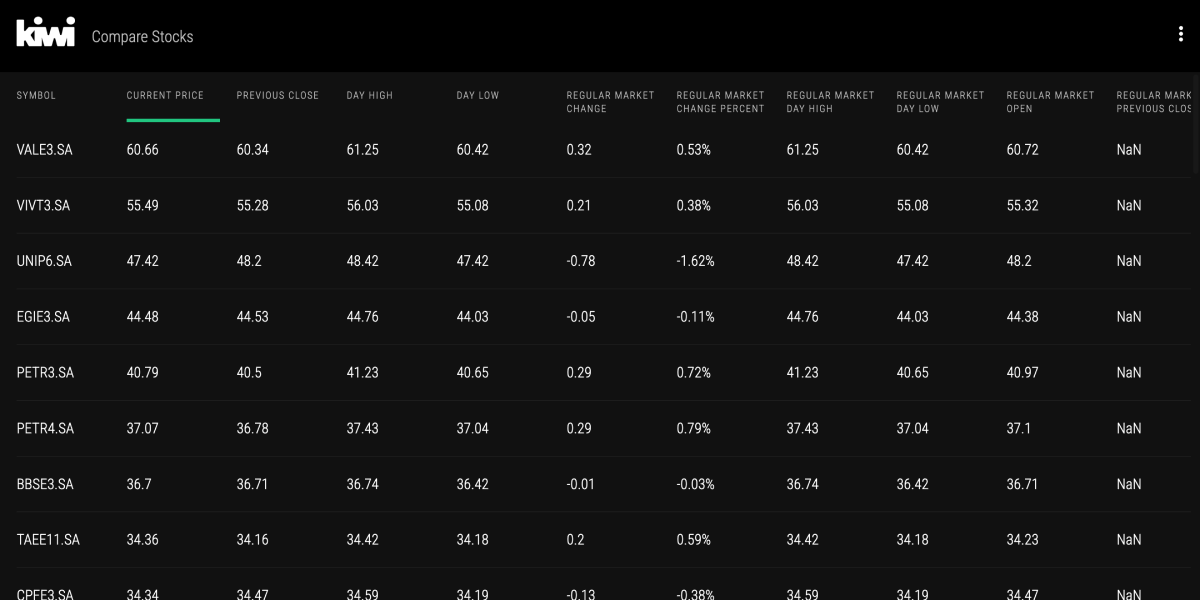 kiwi Compare Stocks
SYMBOL CURRENT PRICE PREVIOUS CLOSE DAY HIGH DAY LOW REGULAR MARKET REGULAR MARKET REGULAR MARKET REGULAR MARKET REGULAR MARKET REGULAR MARK
CHANGE CHANGE PERCENT DAY HIGH DAY LOW OPEN PREVIOUS CLOS
VALE3.SA 60.66 60.34 61.25 60.42 0.32 0.53% 61.25 60.42 60.72 NaN
VIVT3.SA 55.49 55.28 56.03 55.08 0.21 0.38% 56.03 55.08 55.32 NaN
UNIP6.SA 47.42 48.2 48.42 47.42 -0.78 -1.62% 48.42 47.42 48.2 NaN
EGIE3.SA 44.48 44.53 44.76 44.03 -0.05 -0.11% 44.76 44.03 44.38 NaN
PETR3.SA 40.79 40.5 41.23 40.65 0.29 0.72% 41.23 40.65 40.97 NaN
PETR4.SA 37.07 36.78 37.43 37.04 0.29 0.79% 37.43 37.04 37.1 NaN
BBSE3.SA 36.7 36.71 36.74 36.42 -0.01 -0.03% 36.74 36.42 36.71 NaN
TAEE11.SA 34.36 34.16 34.42 34.18 0.2 0.59% 34.42 34.18 34.23 NaN
CPFE3.SA 34.34 34.47 34.59 34.19 -0.13 -0.38% 34.59 34.19 34.47 NaN